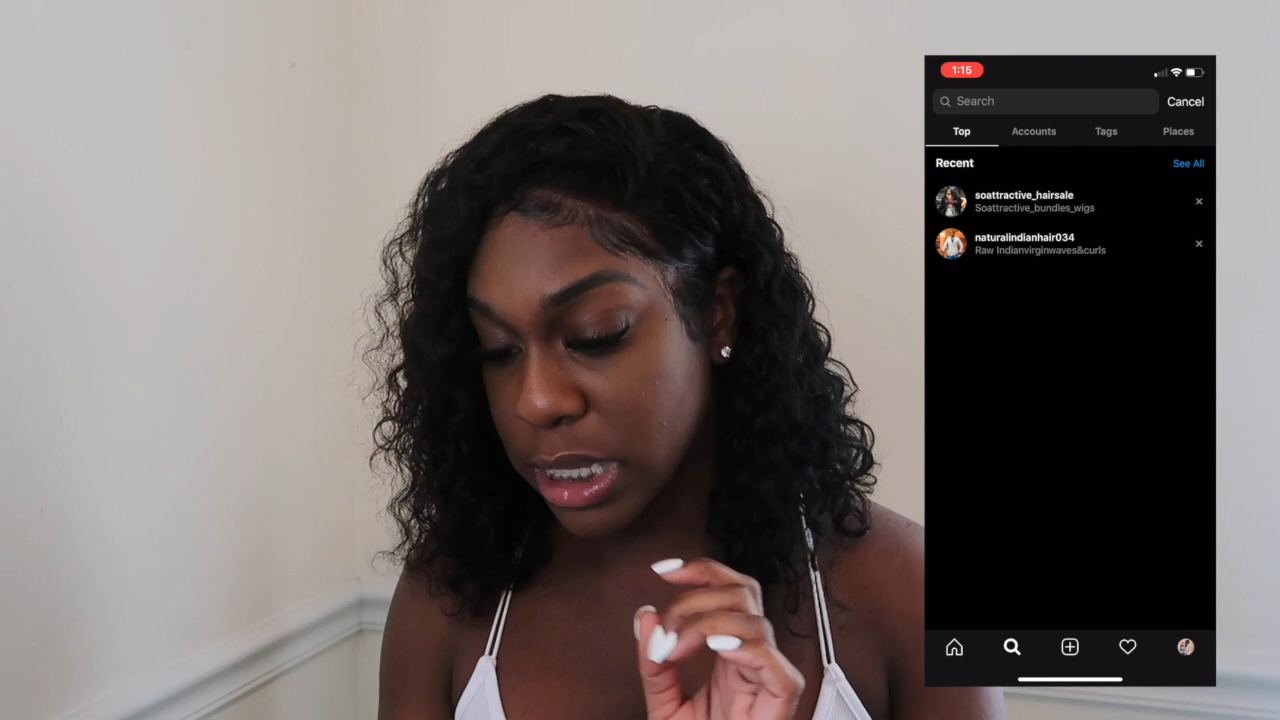 1:15
Search
Cancel
Top Accounts Tags Places
Recent See All
soattractive_hairsale
Soattractive_bundles_wigs
naturalindianhair034
Raw Indianvirginwaves&curls